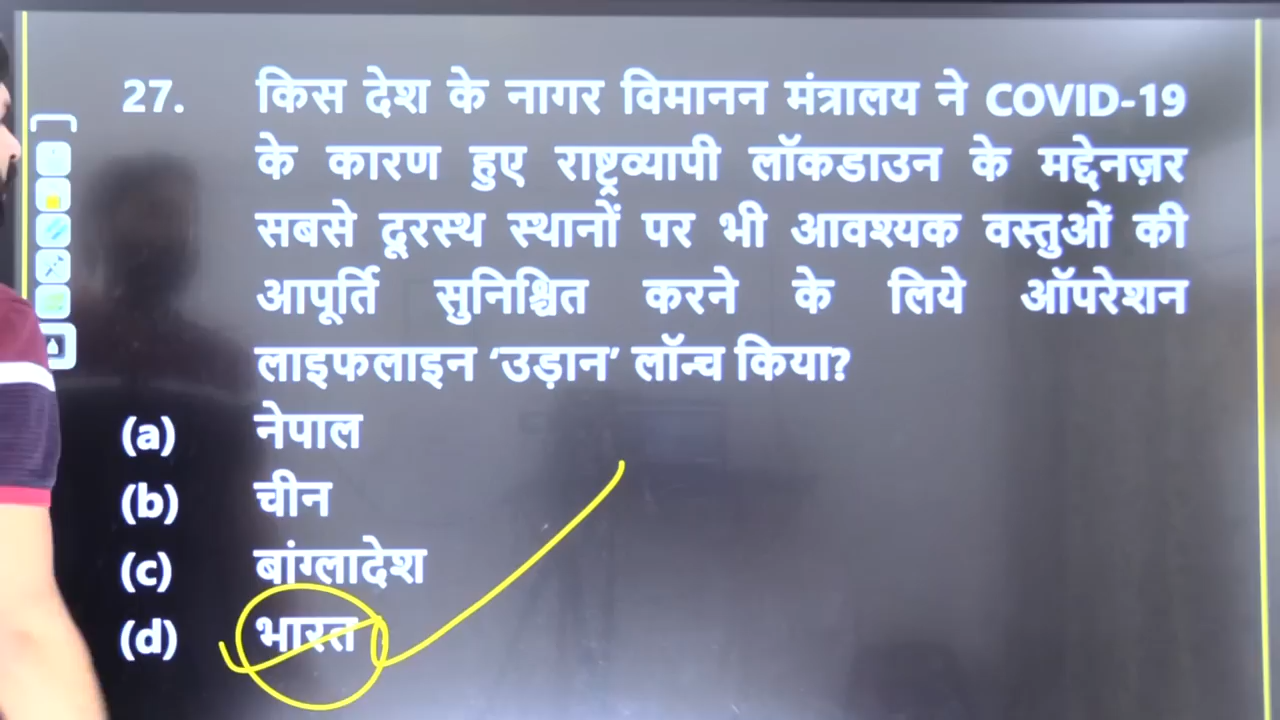 27. किस देश के नागर विमानन मंत्रालय ने COVID-19
के कारण हुए राष्ट्रव्यापी लॉकडाउन के मद्देनज़र
सबसे दूरस्थ स्थानों पर भी आवश्यक वस्तुओं की
आपूर्ति सुनिश्चित करने के लिये ऑपरेशन
लाइफलाइन ‘उड़ान’ लॉन्च किया?
(a) नेपाल
(b) चीन
(c) बांग्लादेश
(d) भारत